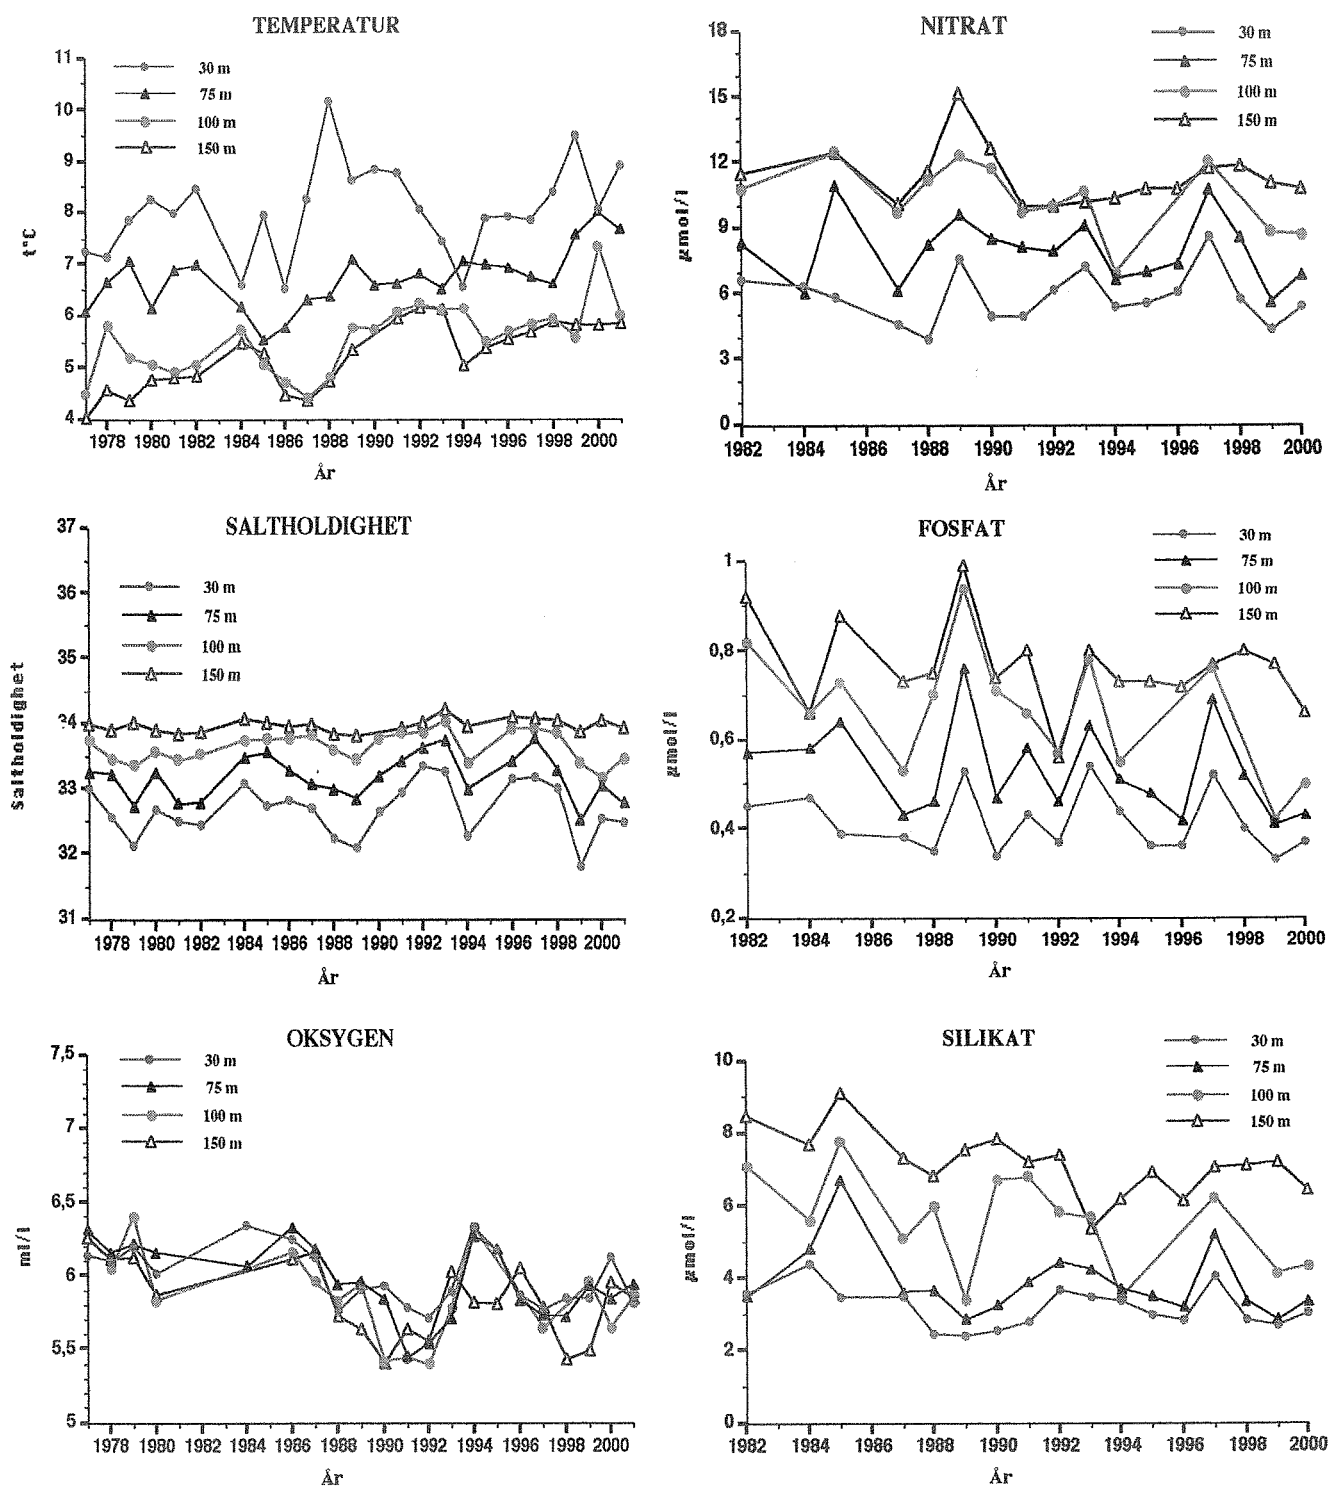 TEMPERATUR
11
10
9
8
7
6
5
4
t°C
30 m
75 m
100 m
150 m
1978 1980 1982 1984 1986 1988 1990 1992 1994 1996 1998 2000
År
NITRAT
18
15
12
9
6
3
0
µmol/l
30 m
75 m
100 m
150 m
1982 1984 1986 1988 1990 1992 1994 1996 1998 2000
År
SALTHOLDIGHET
37
36
35
34
33
32
31
Saltholdighet
30 m
75 m
100 m
150 m
1978 1980 1982 1984 1986 1988 1990 1992 1994 1996 1998 2000
År
FOSFAT
1
0,8
0,6
0,4
0,2
µmol/l
30 m
75 m
100 m
150 m
1982 1984 1986 1988 1990 1992 1994 1996 1998 2000
År
OKSYGEN
7,5
7
6,5
6
5,5
5
ml/l
30 m
75 m
100 m
150 m
1978 1980 1982 1984 1986 1988 1990 1992 1994 1996 1998 2000
År
SILIKAT
10
8
6
4
2
0
µmol/l
30 m
75 m
100 m
150 m
1982 1984 1986 1988 1990 1992 1994 1996 1998 2000
År